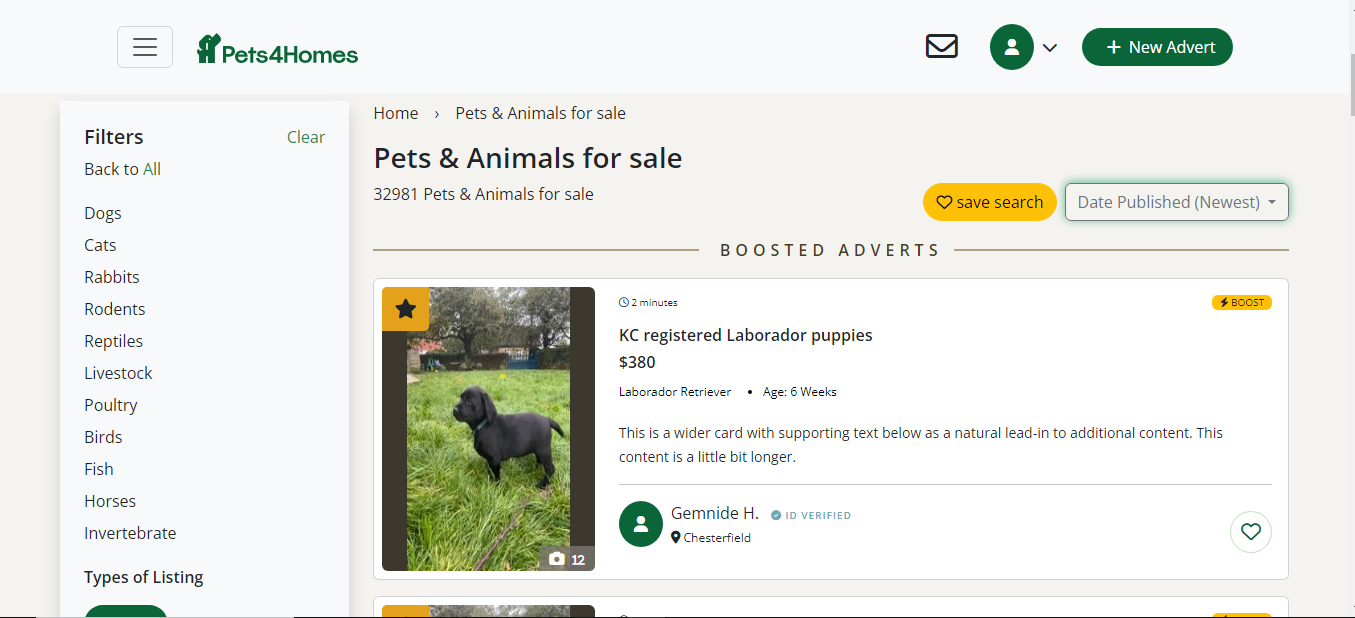 Pets4Homes
+ New Advert
Filters
Clear
Back to All
Dogs
Cats
Rabbits
Rodents
Reptiles
Livestock
Poultry
Birds
Fish
Horses
Invertebrate
Types of Listing
Home › Pets & Animals for sale
Pets & Animals for sale
32981 Pets & Animals for sale
save search
Date Published (Newest)
BOOSTED ADVERTS
2 minutes
BOOST
KC registered Laborador puppies
$380
Laborador Retriever • Age: 6 Weeks
This is a wider card with supporting text below as a natural lead-in to additional content. This
content is a little bit longer.
Gemnide H. ID VERIFIED
Chesterfield
12